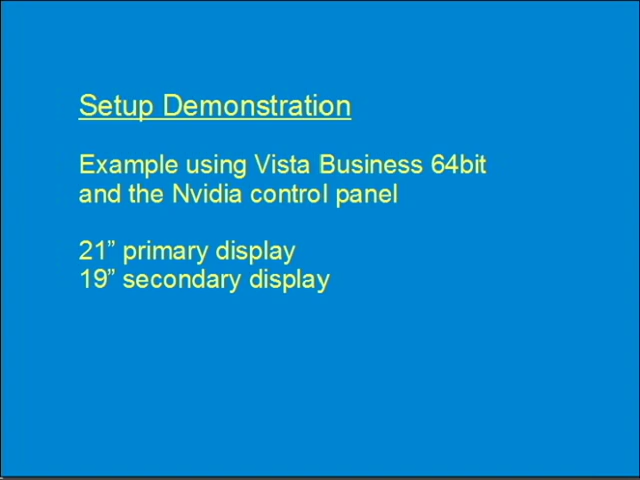 Setup Demonstration
Example using Vista Business 64bit
and the Nvidia control panel
21” primary display
19” secondary display